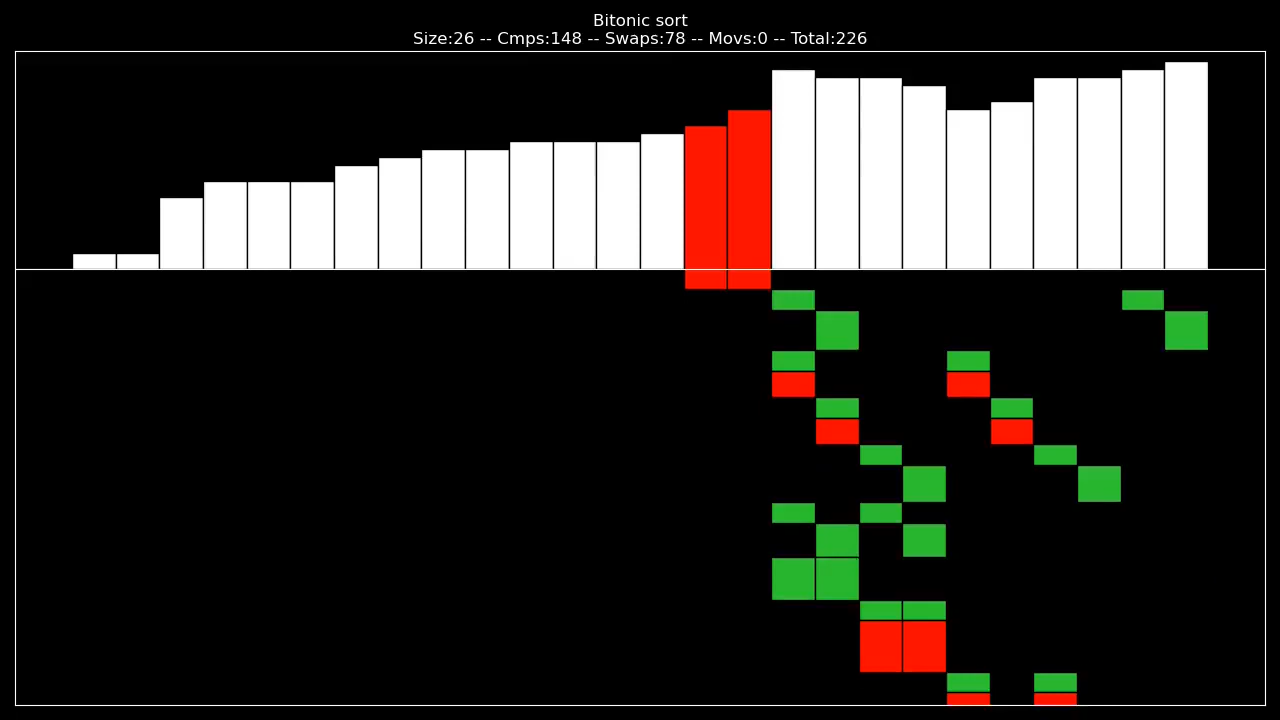 Bitonic sort
Size:26 -- Cmps:148 -- Swaps:78 -- Movs:0 -- Total:226